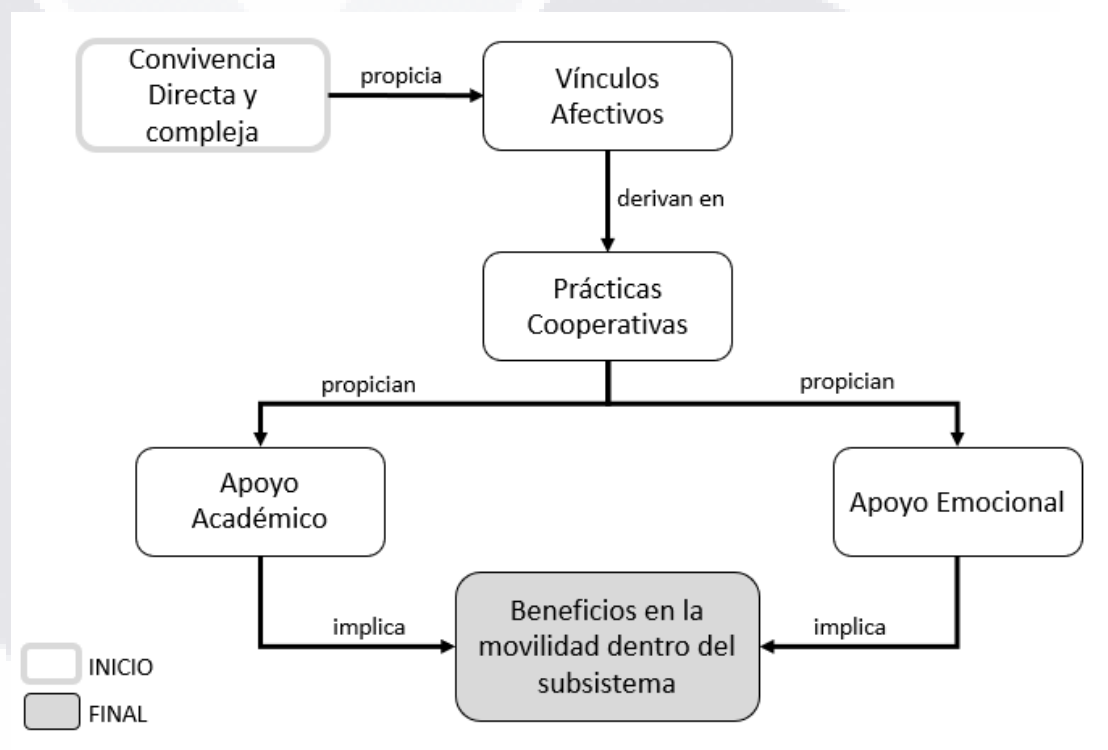 Convivencia
Directa y
compleja
propicia
Vínculos
Afectivos
derivan en
Prácticas
Cooperativas
propician
propician
Apoyo
Académico
Apoyo Emocional
implica
Beneficios en la
movilidad dentro del
subsistema
implica
INICIO
FINAL